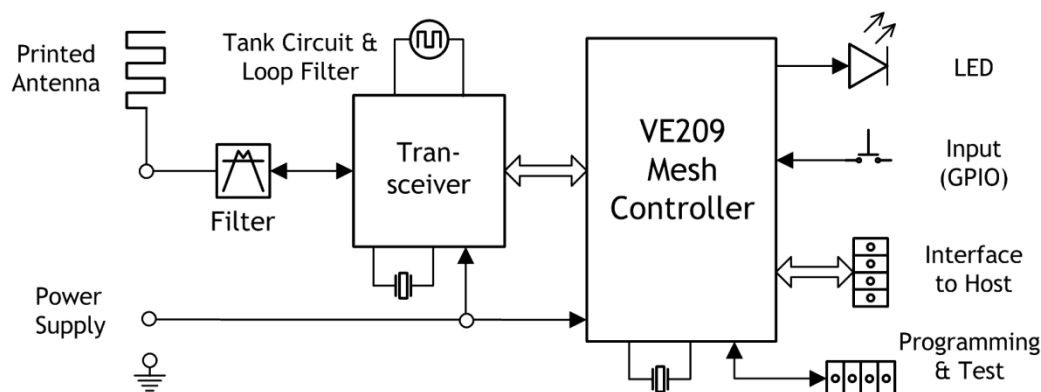 Printed
Antenna
Tank Circuit &
Loop Filter
Filter
Tran-
sceiver
VE209
Mesh
Controller
LED
Input
(GPIO)
Interface
to Host
Power
Supply
Programming
& Test